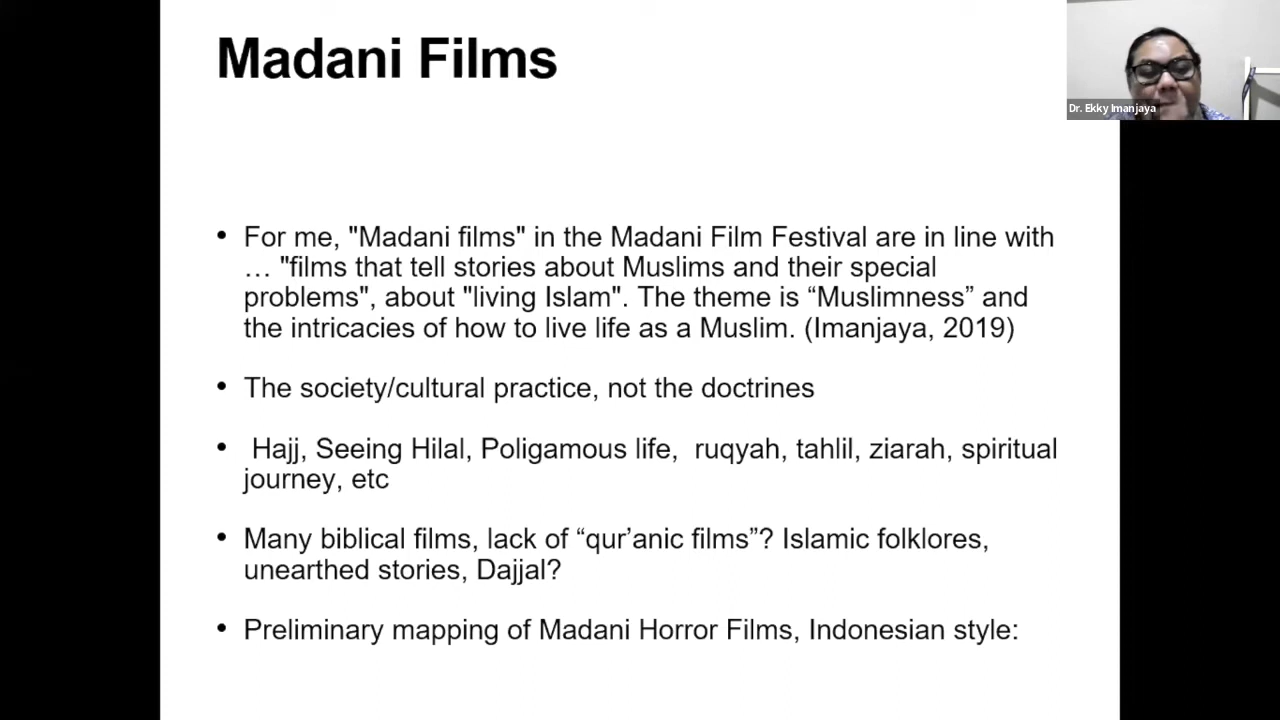 Madani Films
Dr. Ekky Imanjaya
• For me, "Madani films" in the Madani Film Festival are in line with
… "films that tell stories about Muslims and their special
problems", about "living Islam". The theme is “Muslimness” and
the intricacies of how to live life as a Muslim. (Imanjaya, 2019)
• The society/cultural practice, not the doctrines
• Hajj, Seeing Hilal, Poligamous life, ruqyah, tahlil, ziarah, spiritual
journey, etc
• Many biblical films, lack of “qur’anic films”? Islamic folklores,
unearthed stories, Dajjal?
• Preliminary mapping of Madani Horror Films, Indonesian style: